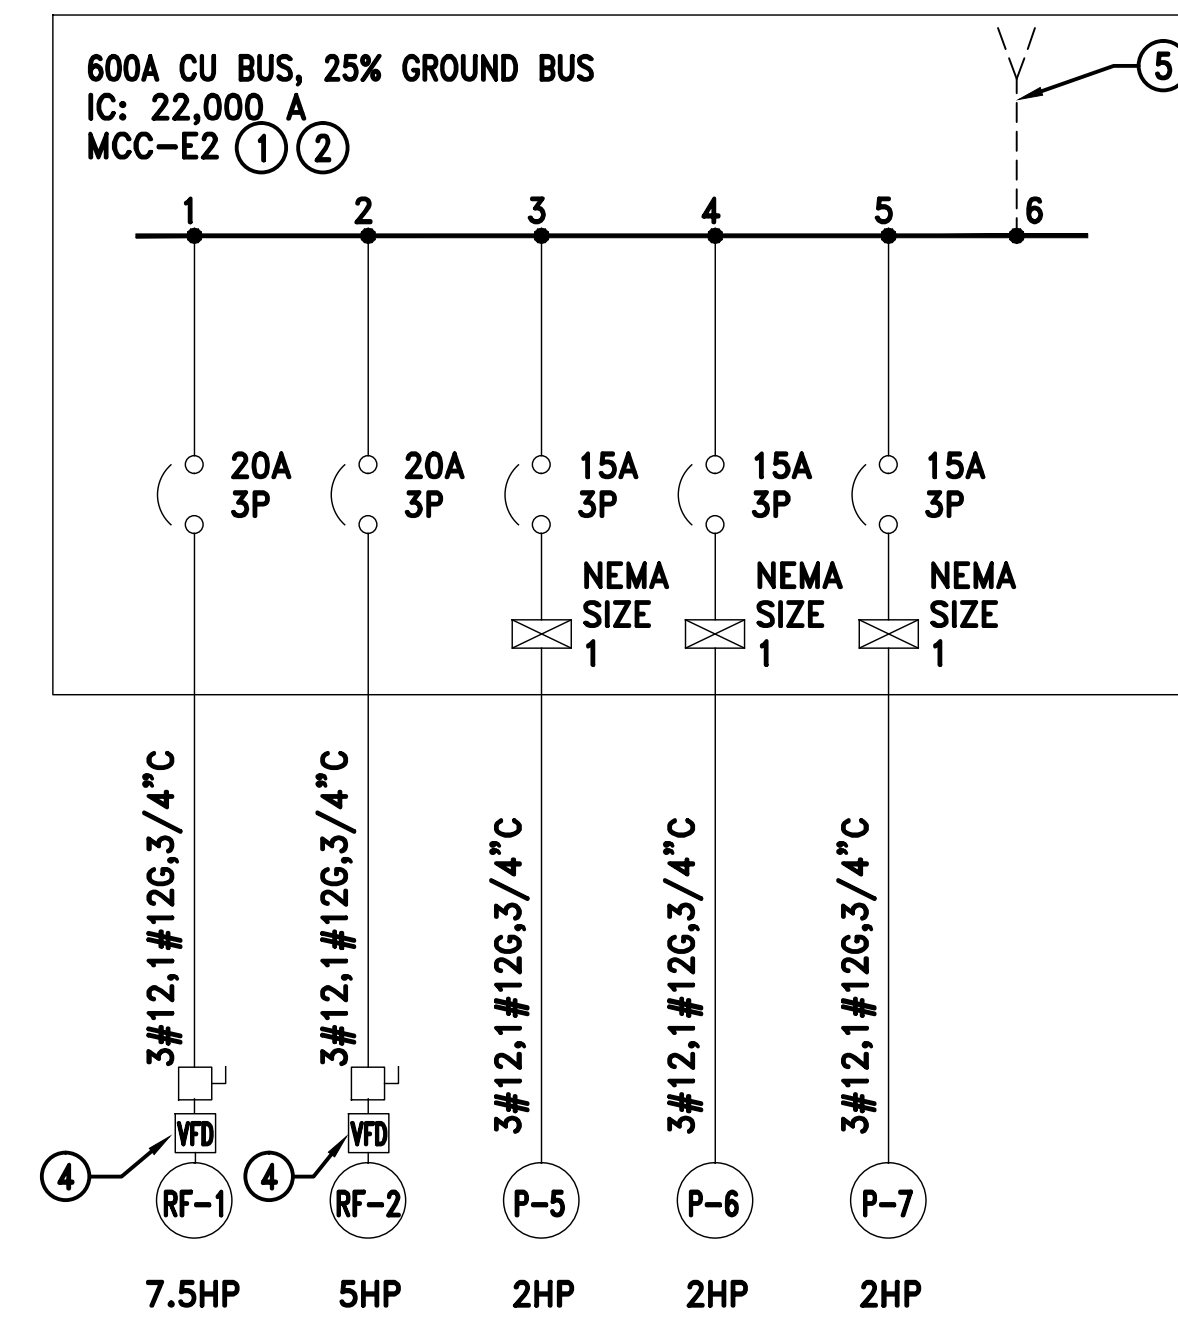 600A CU BUS, 25% GROUND BUS
IC: 22,000 A
MCC-E2 1 2
5
1 2 3 4 5 6
20A
3P
20A
3P
15A
3P
15A
3P
15A
3P
NEMA
SIZE
1
NEMA
SIZE
1
NEMA
SIZE
1
3#12,1#12G,3/4"C
3#12,1#12G,3/4"C
3#12,1#12G,3/4"C
3#12,1#12G,3/4"C
3#12,1#12G,3/4"C
VFD
VFD
4
4
RF-1
RF-2
P-5
P-6
P-7
7.5HP
5HP
2HP
2HP
2HP